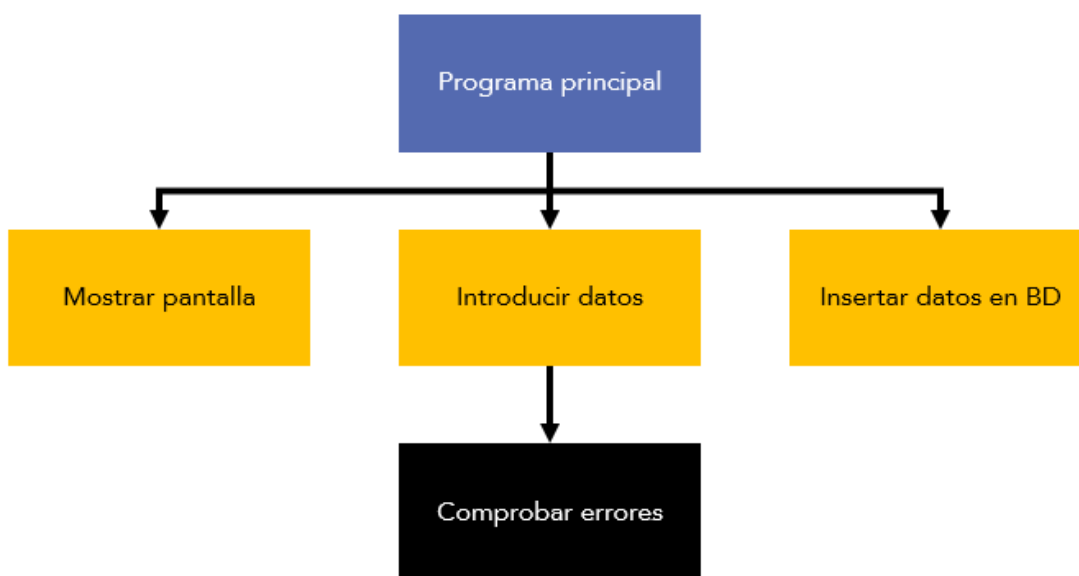 Programa principal
Mostrar pantalla
Introducir datos
Insertar datos en BD
Comprobar errores